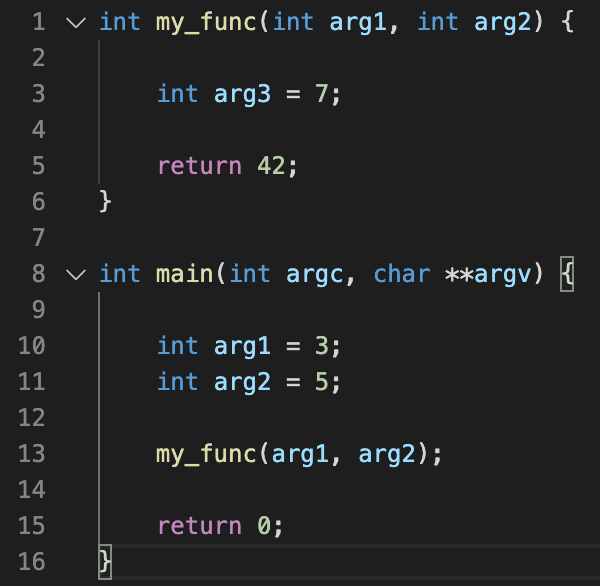 1 int my_func(int arg1, int arg2) {
2
3     int arg3 = 7;
4
5     return 42;
6 }
7
8 int main(int argc, char **argv) {
9
10     int arg1 = 3;
11     int arg2 = 5;
12
13     my_func(arg1, arg2);
14
15     return 0;
16 }